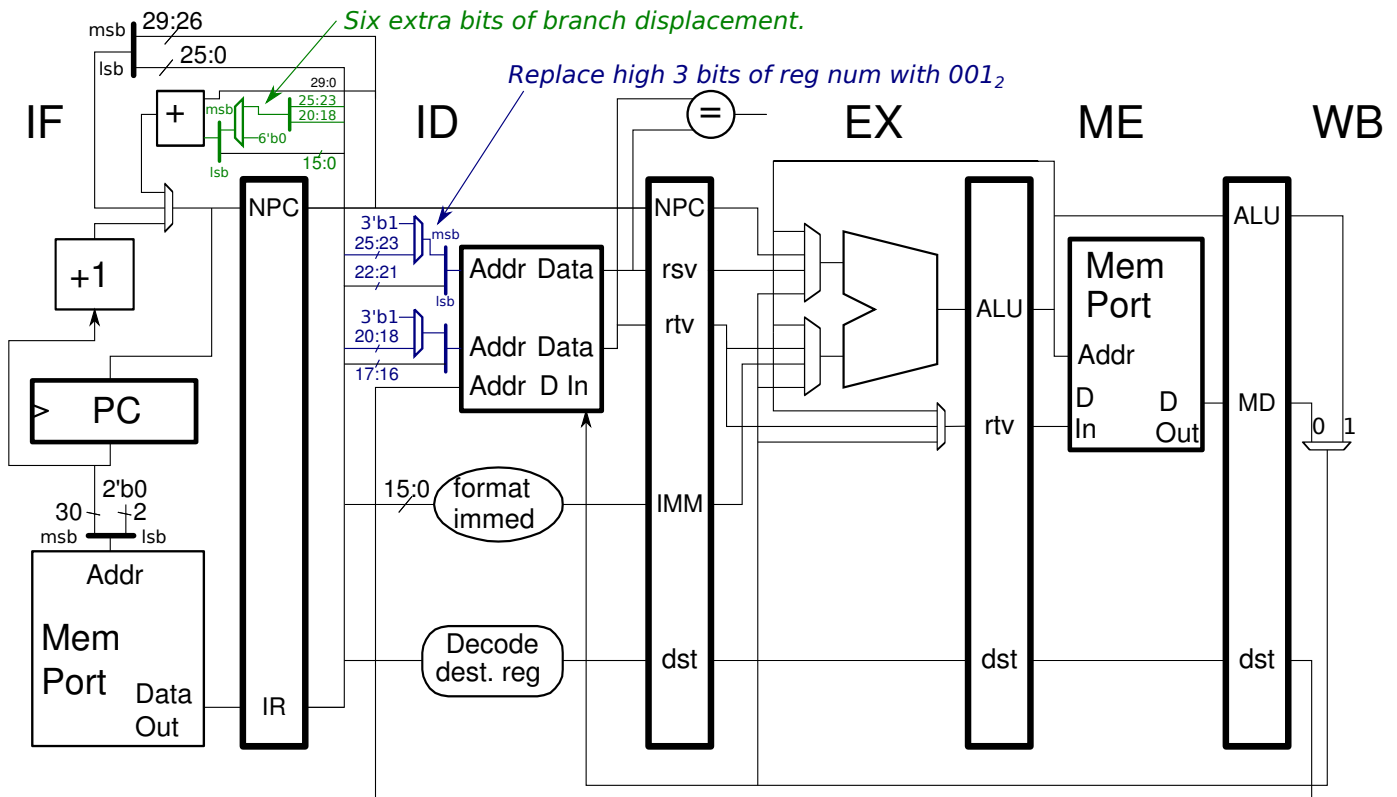 Six extra bits of branch displacement.
29:26
msb
25:0
lsb
Replace high 3 bits of reg num with 001₂
29:0
25:23
20:18
msb
+
6'b0
15:0
lsb
=
IF
ID
EX
ME
WB
NPC
3'b1
msb
25:23
22:21
lsb
3'b1
20:18
17:16
Addr Data
Addr Data
Addr D In
NPC
rsv
rtv
ALU
Mem
Port
Addr
D
In
D
Out
ALU
MD
0 1
+1
PC
2'b0
30
2
msb
lsb
Addr
Mem
Port
Data
Out
IR
15:0
format
immed
IMM
rtv
Decode
dest. reg
dst
dst
dst